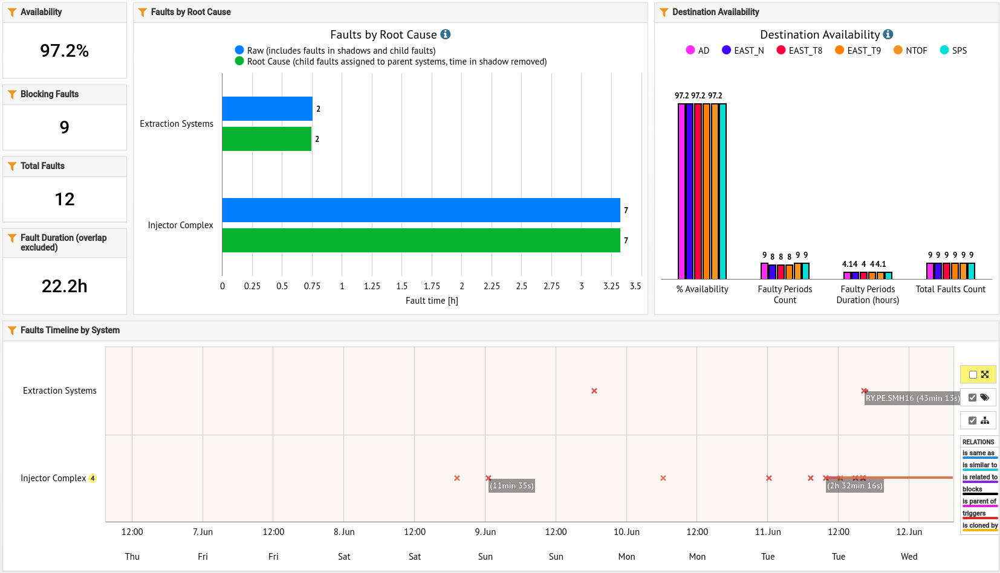 Availability
97.2%
Blocking Faults
9
Total Faults
12
Fault Duration (overlap
excluded)
22.2h
Faults by Root Cause
Faults by Root Cause
Raw (includes faults in shadows and child faults)
Root Cause (child faults assigned to parent systems, time in shadow removed)
Extraction Systems
2
2
Injector Complex
7
7
0 0.25 0.5 0.75 1 1.25 1.5 1.75 2 2.25 2.5 2.75 3 3.25 3.5
Fault time [h]
Destination Availability
Destination Availability
AD EAST_N EAST_T8 EAST_T9 NTOF SPS
97.2 97.2 97.2
9 8 8 8 9 9
4.1 4 4 4 4.1
9 9 9 9 9 9
% Availability
Faulty Periods
Count
Faulty Periods
Duration (hours)
Total Faults Count
Faults Timeline by System
Extraction Systems
RY.PE.SMH16 (43min 13s)
Injector Complex 4
(11min 35s)
(2h 32min 16s)
12:00 7. Jun 12:00 8. Jun 12:00 9. Jun 12:00 10. Jun 12:00 11. Jun 12:00 12. Jun
Thu Fri Fri Sat Sat Sun Sun Mon Mon Tue Tue Wed
RELATIONS
is same as
is similar to
is related to
blocks
is parent of
triggers
is cloned by